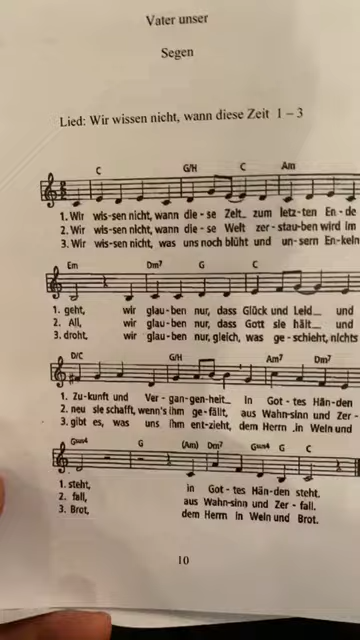 Vater unser
Segen
Lied: Wir wissen nicht, wann diese Zeit 1 – 3
C G/H C Am
1. Wir wis-sen nicht, wann die - se Zeit_ zum letz-ten En - de
2. Wir wis-sen nicht, wann die - se Welt zer - stau-ben wird im
3. Wir wis-sen nicht, was uns noch blüht und un-sern En-keln
Em Dm7 G C
1. geht, wir glau-ben nur, dass Glück und Leid_ und
2. All, wir glau-ben nur, dass Gott sie hält_ und
3. droht, wir glau-ben nur, gleich, was ge - schieht, nichts
D/C G/H Am7 Dm7
1. Zu-kunft und Ver - gan-gen-heit_ in Got - tes Händen
2. neu sie schafft, wenn's ihm ge-fällt, aus Wahn-sinn und Zer -
3. gibt es, was uns ihm ent-zieht, dem Herrn in Wein und
Gsus4 G (Am) Dm7 Gsus4 G C
1. steht, in Got - tes Hän-den steht.
2. fall, aus Wahn-sinn und Zer - fall.
3. Brot, dem Herrn in Wein und Brot.
10